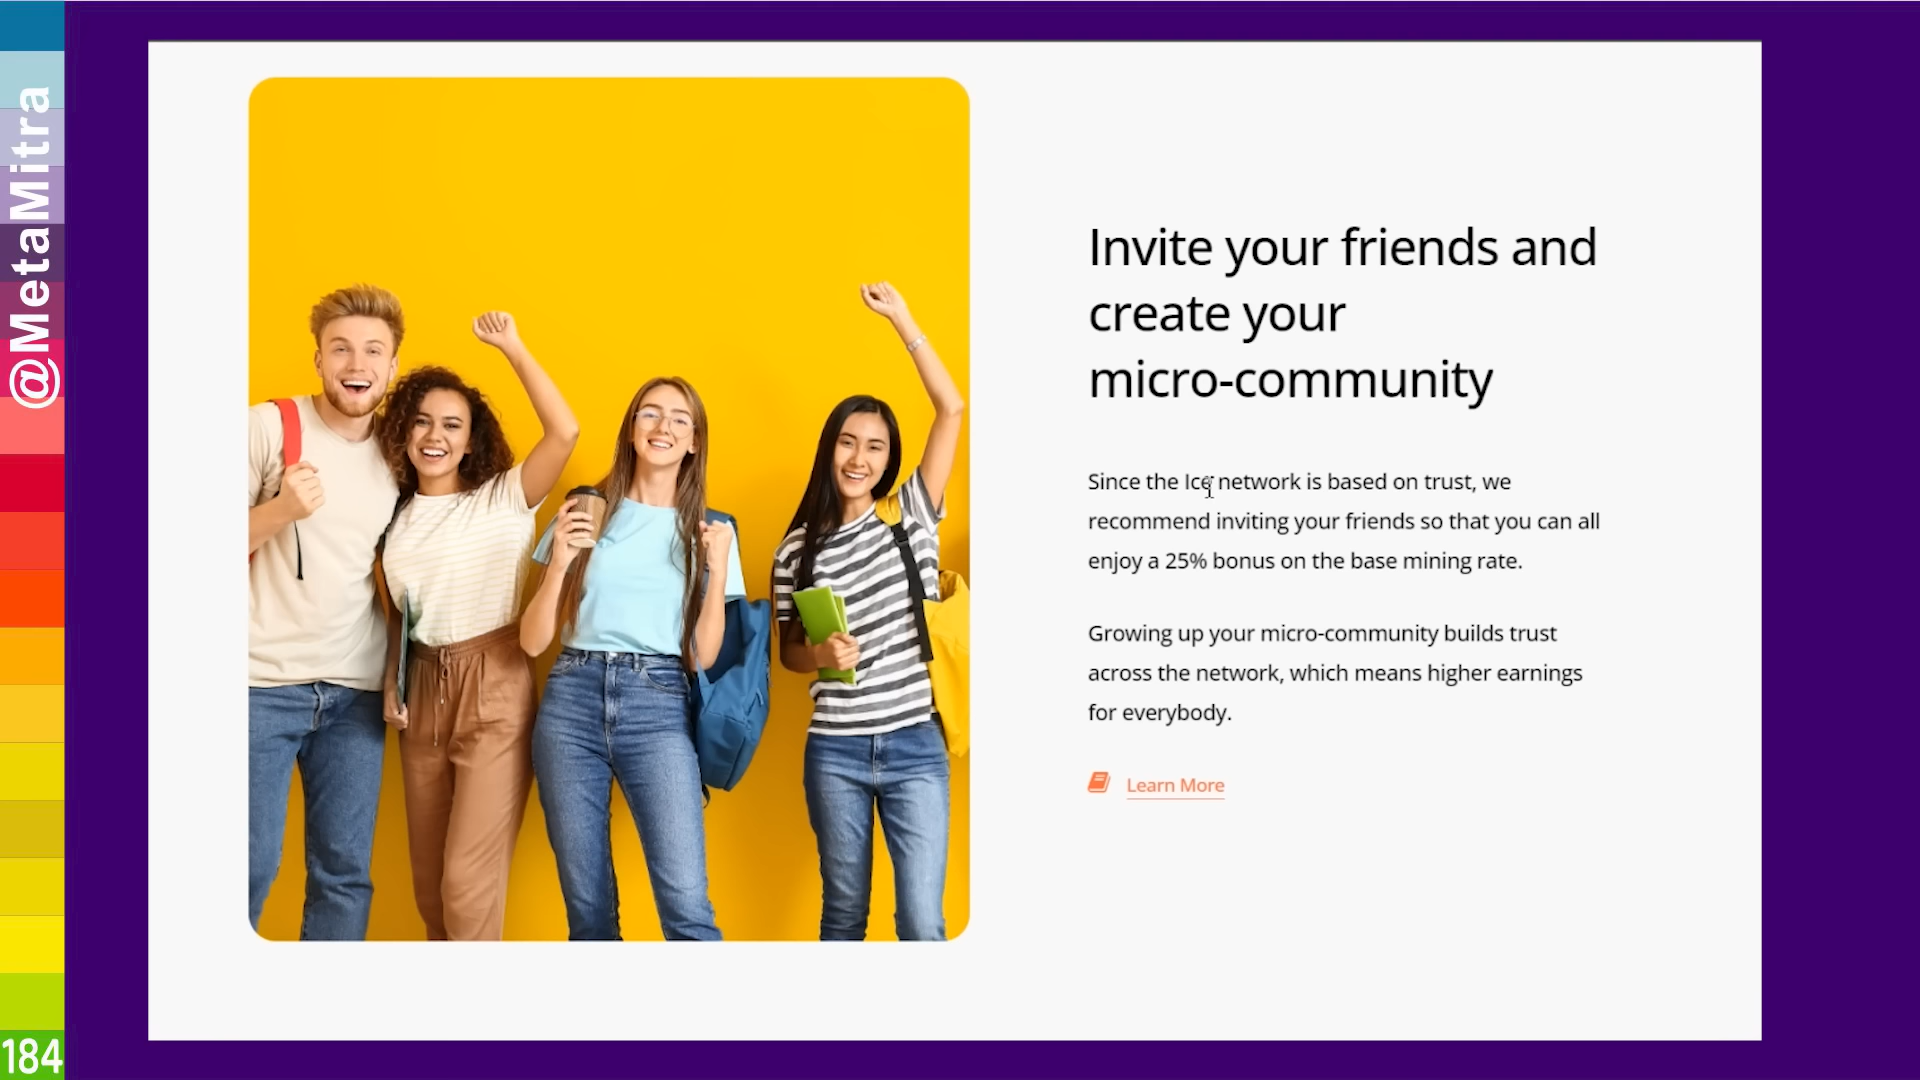 @MetaMitra
184
Invite your friends and
create your
micro-community
Since the Ice network is based on trust, we
recommend inviting your friends so that you can all
enjoy a 25% bonus on the base mining rate.
Growing up your micro-community builds trust
across the network, which means higher earnings
for everybody.
Learn More